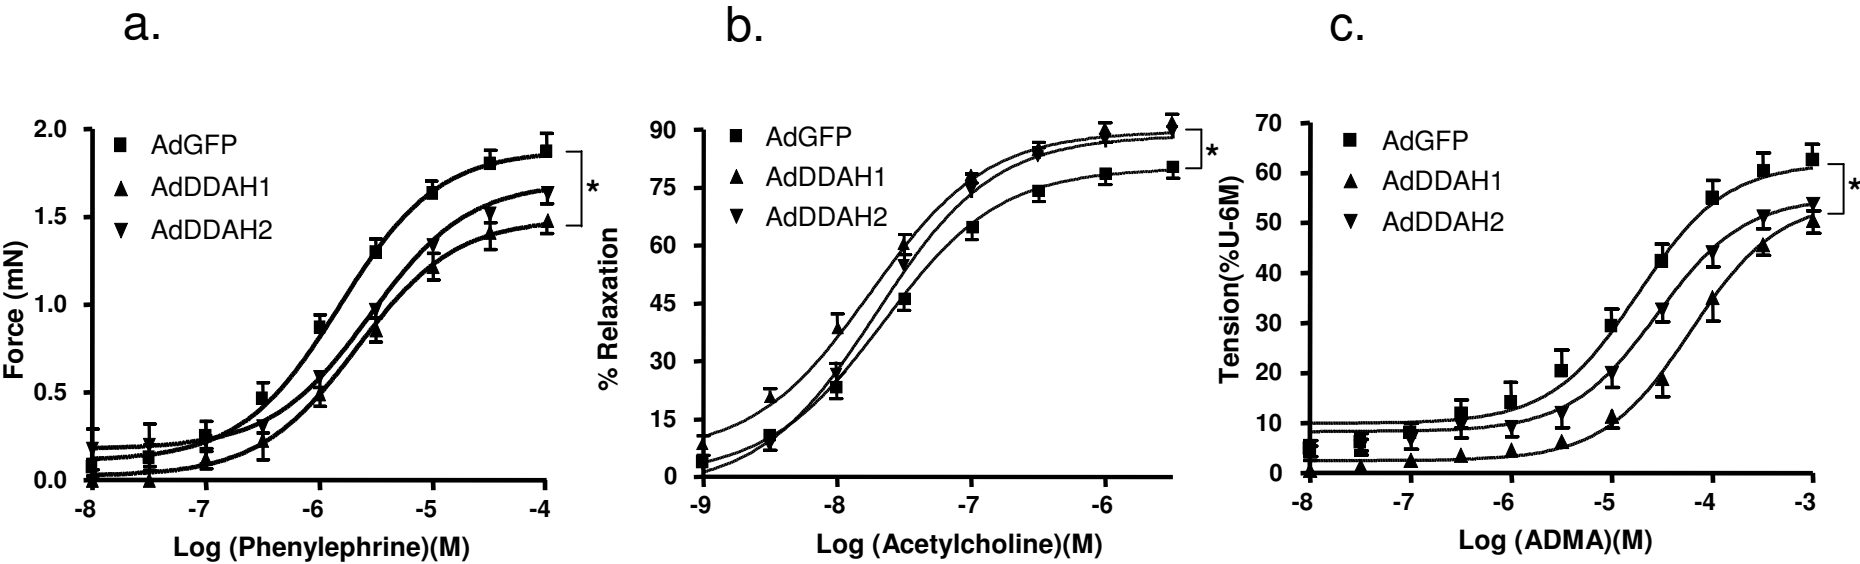 a.
2.0
1.5
1.0
0.5
0.0
-8
-7
-6
-5
-4
Force (mN)
Log (Phenylephrine)(M)
AdGFP
AdDDAH1
AdDDAH2
*
b.
90
75
60
45
30
15
0
-9
-8
-7
-6
% Relaxation
Log (Acetylcholine)(M)
AdGFP
AdDDAH1
AdDDAH2
*
c.
70
60
50
40
30
20
10
0
-8
-7
-6
-5
-4
-3
Tension(%U-6M)
Log (ADMA)(M)
AdGFP
AdDDAH1
AdDDAH2
*